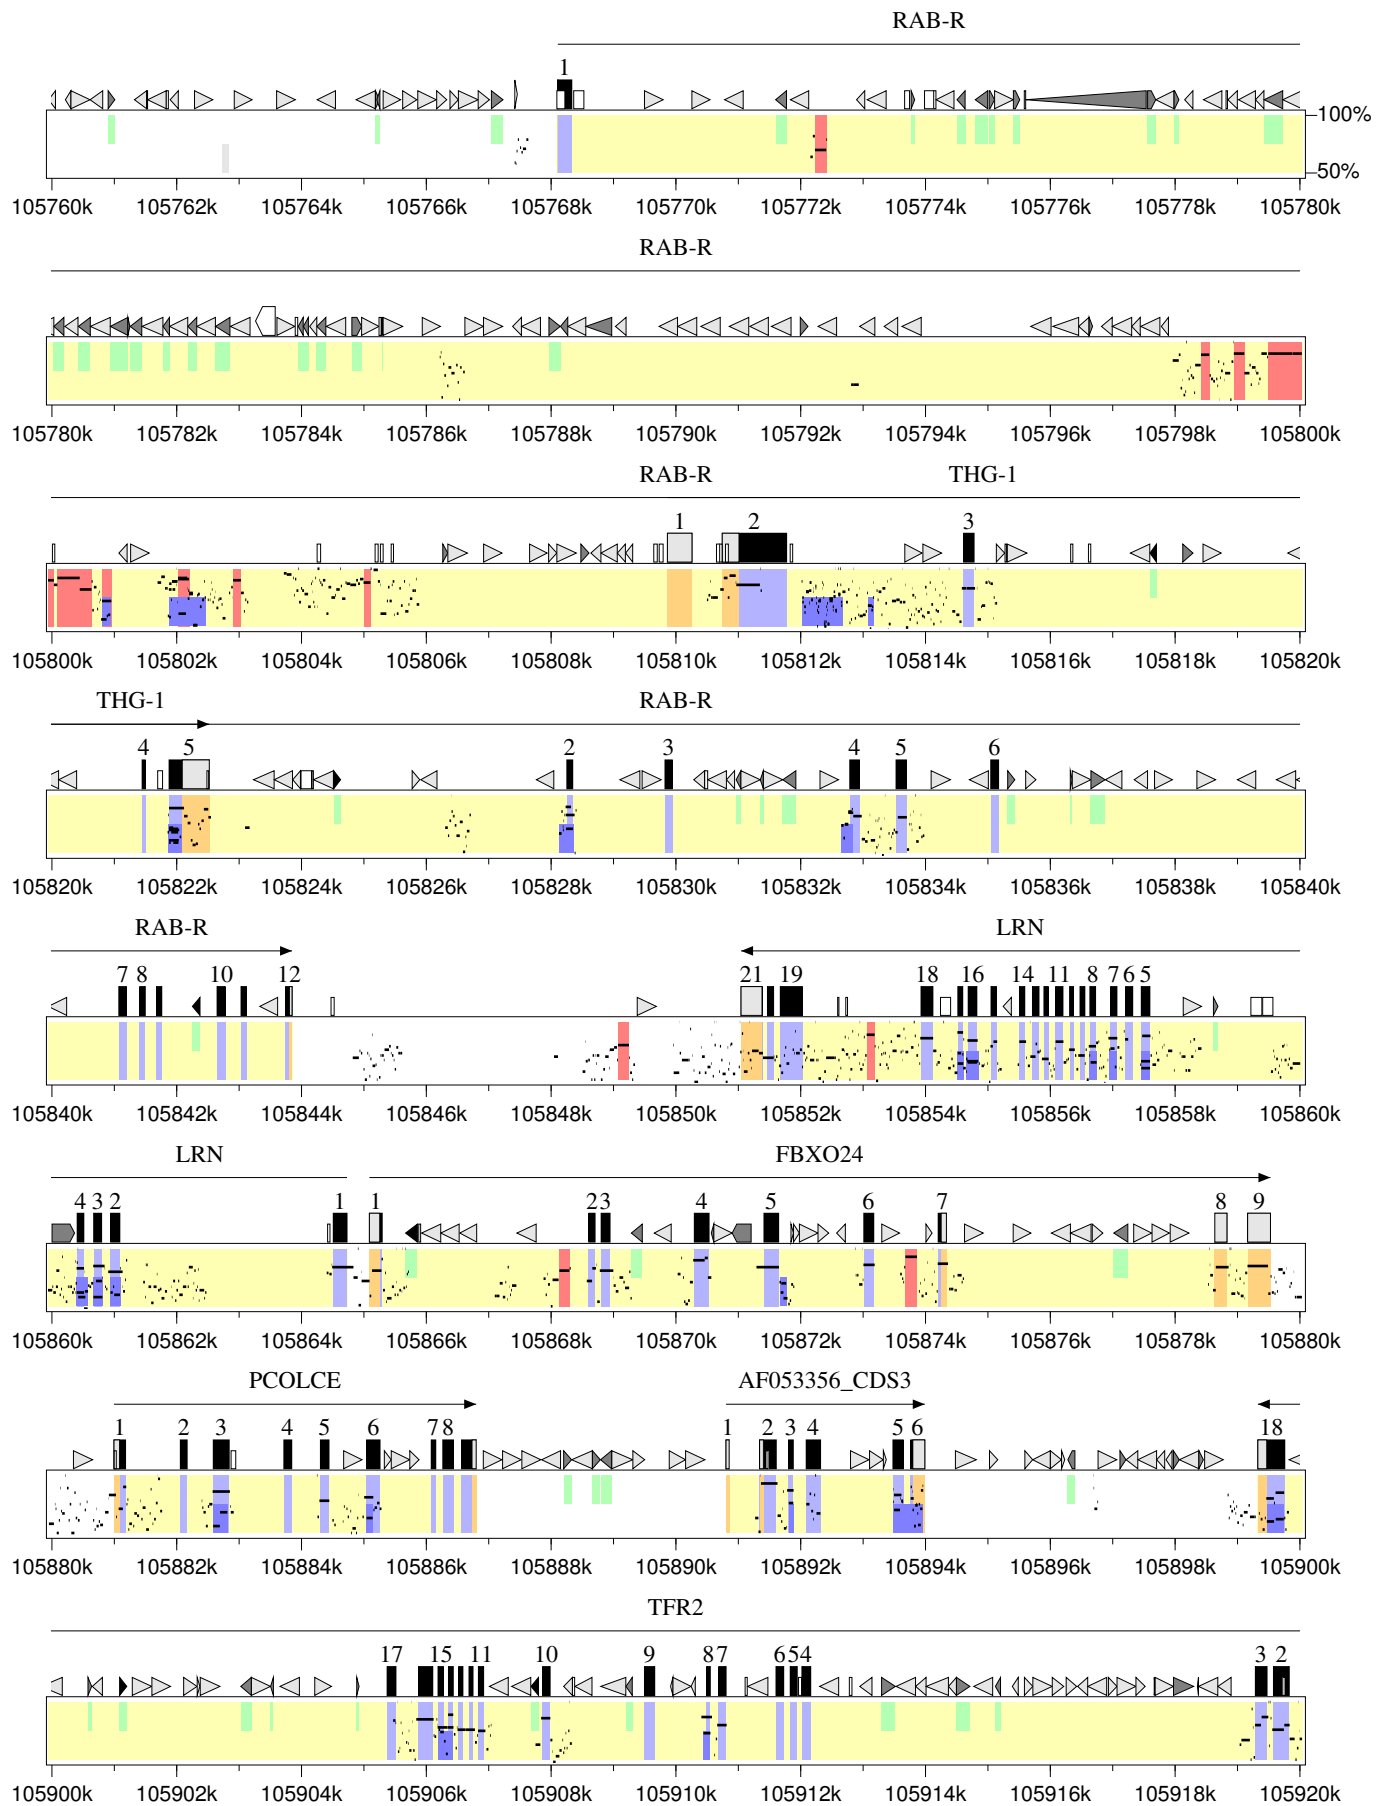 RAB-R
1
100%
50%
105760k 105762k 105764k 105766k 105768k 105770k 105772k 105774k 105776k 105778k 105780k
RAB-R
105780k 105782k 105784k 105786k 105788k 105790k 105792k 105794k 105796k 105798k 105800k
RAB-R THG-1
1 2 3
105800k 105802k 105804k 105806k 105808k 105810k 105812k 105814k 105816k 105818k 105820k
THG-1 RAB-R
4 5 2 3 4 5 6
105820k 105822k 105824k 105826k 105828k 105830k 105832k 105834k 105836k 105838k 105840k
RAB-R LRN
7 8 10 12 21 19 18 16 14 11 8 7 6 5
105840k 105842k 105844k 105846k 105848k 105850k 105852k 105854k 105856k 105858k 105860k
LRN FBXO24
4 3 2 1 1 2 3 4 5 6 7 8 9
105860k 105862k 105864k 105866k 105868k 105870k 105872k 105874k 105876k 105878k 105880k
PCOLCE AF053356_CDS3
1 2 3 4 5 6 7 8 1 2 3 4 5 6 18
105880k 105882k 105884k 105886k 105888k 105890k 105892k 105894k 105896k 105898k 105900k
TFR2
17 15 11 10 9 8 7 6 5 4 3 2
105900k 105902k 105904k 105906k 105908k 105910k 105912k 105914k 105916k 105918k 105920k